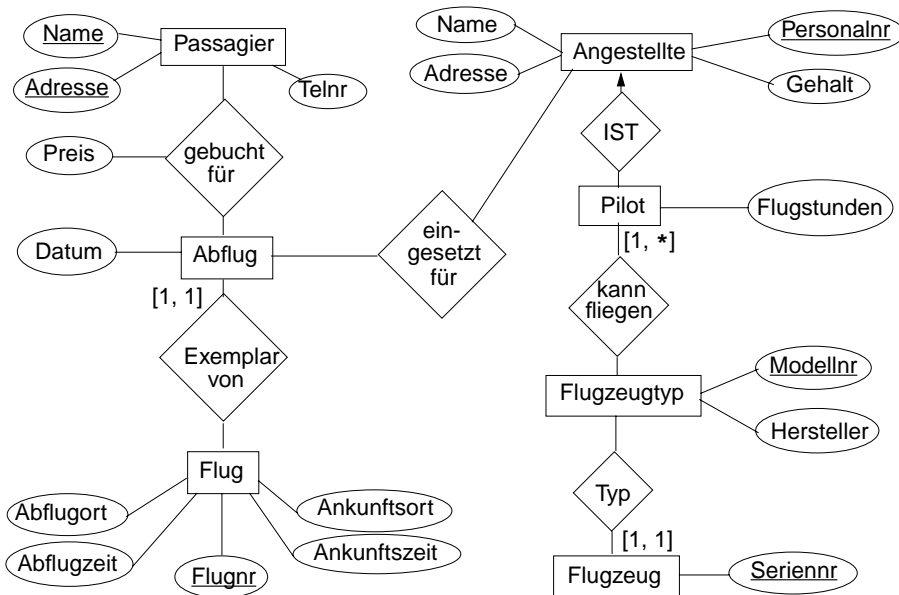 Name
Passagier
Adresse
Telnr
Preis
gebucht
für
Datum
Abflug
[1, 1]
Exemplar
von
Flug
Abflugort
Abflugzeit
Flugnr
Ankunftsort
Ankunftszeit
ein-
gesetzt
für
Name
Adresse
Angestellte
Personalnr
Gehalt
IST
Pilot
Flugstunden
[1, *]
kann
fliegen
Flugzeugtyp
Modellnr
Hersteller
Typ
[1, 1]
Flugzeug
Seriennr